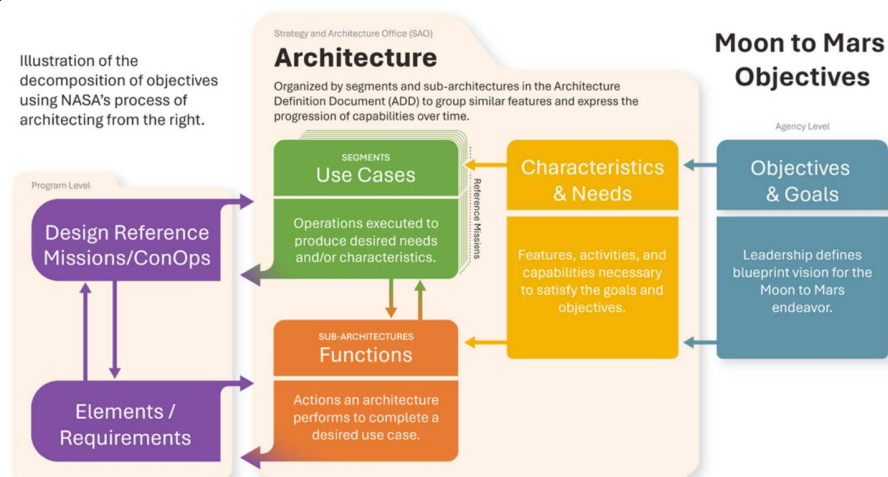 Illustration of the
decomposition of objectives
using NASA's process of
architecting from the right.
Strategy and Architecture Office (SAO)
Architecture
Organized by segments and sub-architectures in the Architecture
Definition Document (ADD) to group similar features and express the
progression of capabilities over time.
Moon to Mars
Objectives
Agency Level
Program Level
Design Reference
Missions/ConOps
Elements /
Requirements
SEGMENTS
Use Cases
Operations executed to
produce desired needs
and/or characteristics.
Reference Missions
SUB-ARCHITECTURES
Functions
Actions an architecture
performs to complete a
desired use case.
Characteristics
& Needs
Features, activities, and
capabilities necessary
to satisfy the goals and
objectives.
Objectives
& Goals
Leadership defines
blueprint vision for the
Moon to Mars
endeavor.